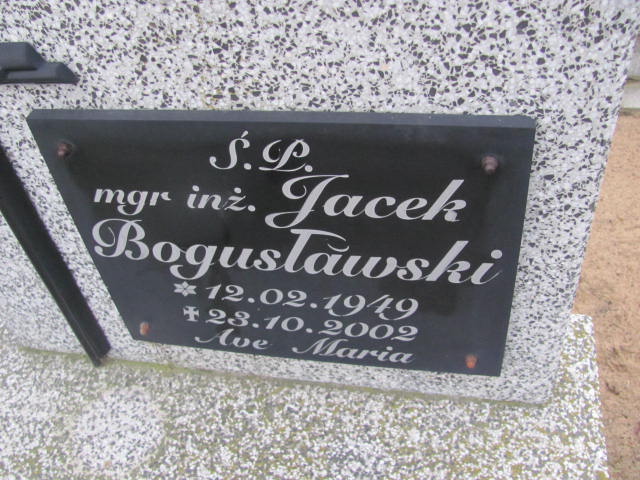 Ś.P.
mgr inż. Jacek
Bogusławski
* 12.02.1949
✝ 23.10.2002
Ave Maria